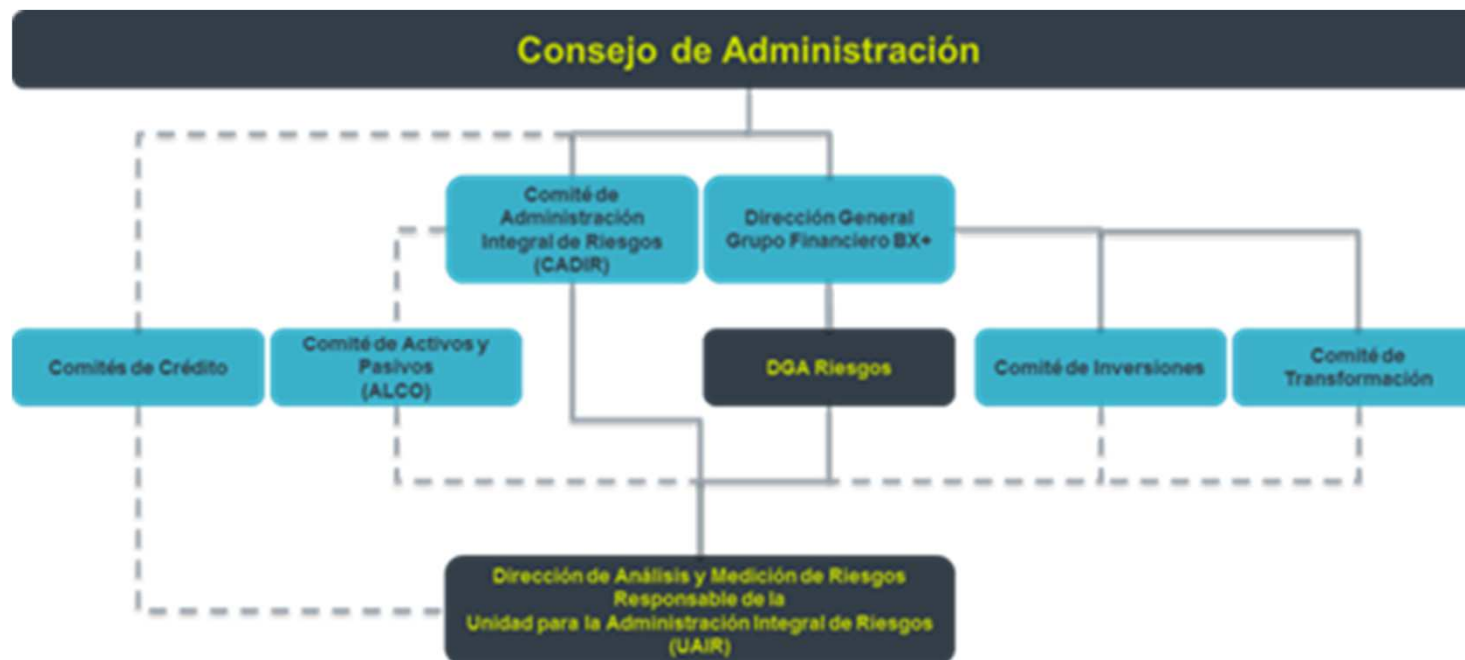 Consejo de Administración
Comité de
Administración
Integral de Riesgos
(CADIR)
Dirección General
Grupo Financiero BX+
Comités de Crédito
Comité de Activos y
Pasivos
(ALCO)
DGA Riesgos
Comité de Inversiones
Comité de
Transformación
Dirección de Análisis y Medición de Riesgos
Responsable de la
Unidad para la Administración Integral de Riesgos
(UAIR)